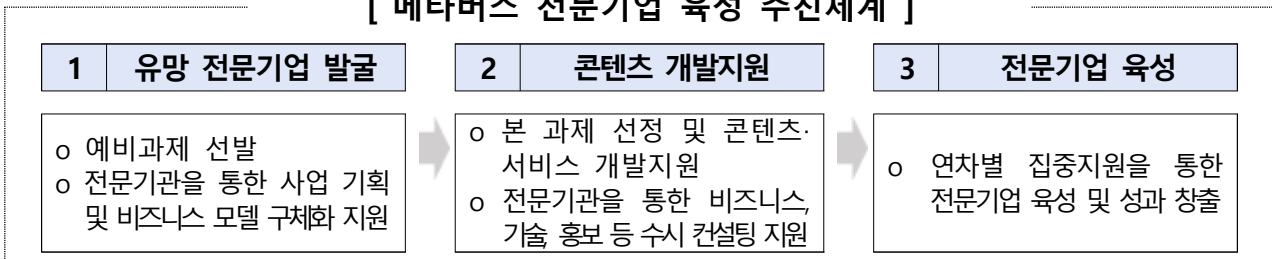 [ 메타버스 전문기업 육성 추진체계 ]
1 유망 전문기업 발굴
o 예비과제 선발
o 전문기관을 통한 사업 기획
및 비즈니스 모델 구체화 지원
2 콘텐츠 개발지원
o 본 과제 선정 및 콘텐츠·
서비스 개발지원
o 전문기관을 통한 비즈니스,
기술, 홍보 등 수시 컨설팅 지원
3 전문기업 육성
o 연차별 집중지원을 통한
전문기업 육성 및 성과 창출